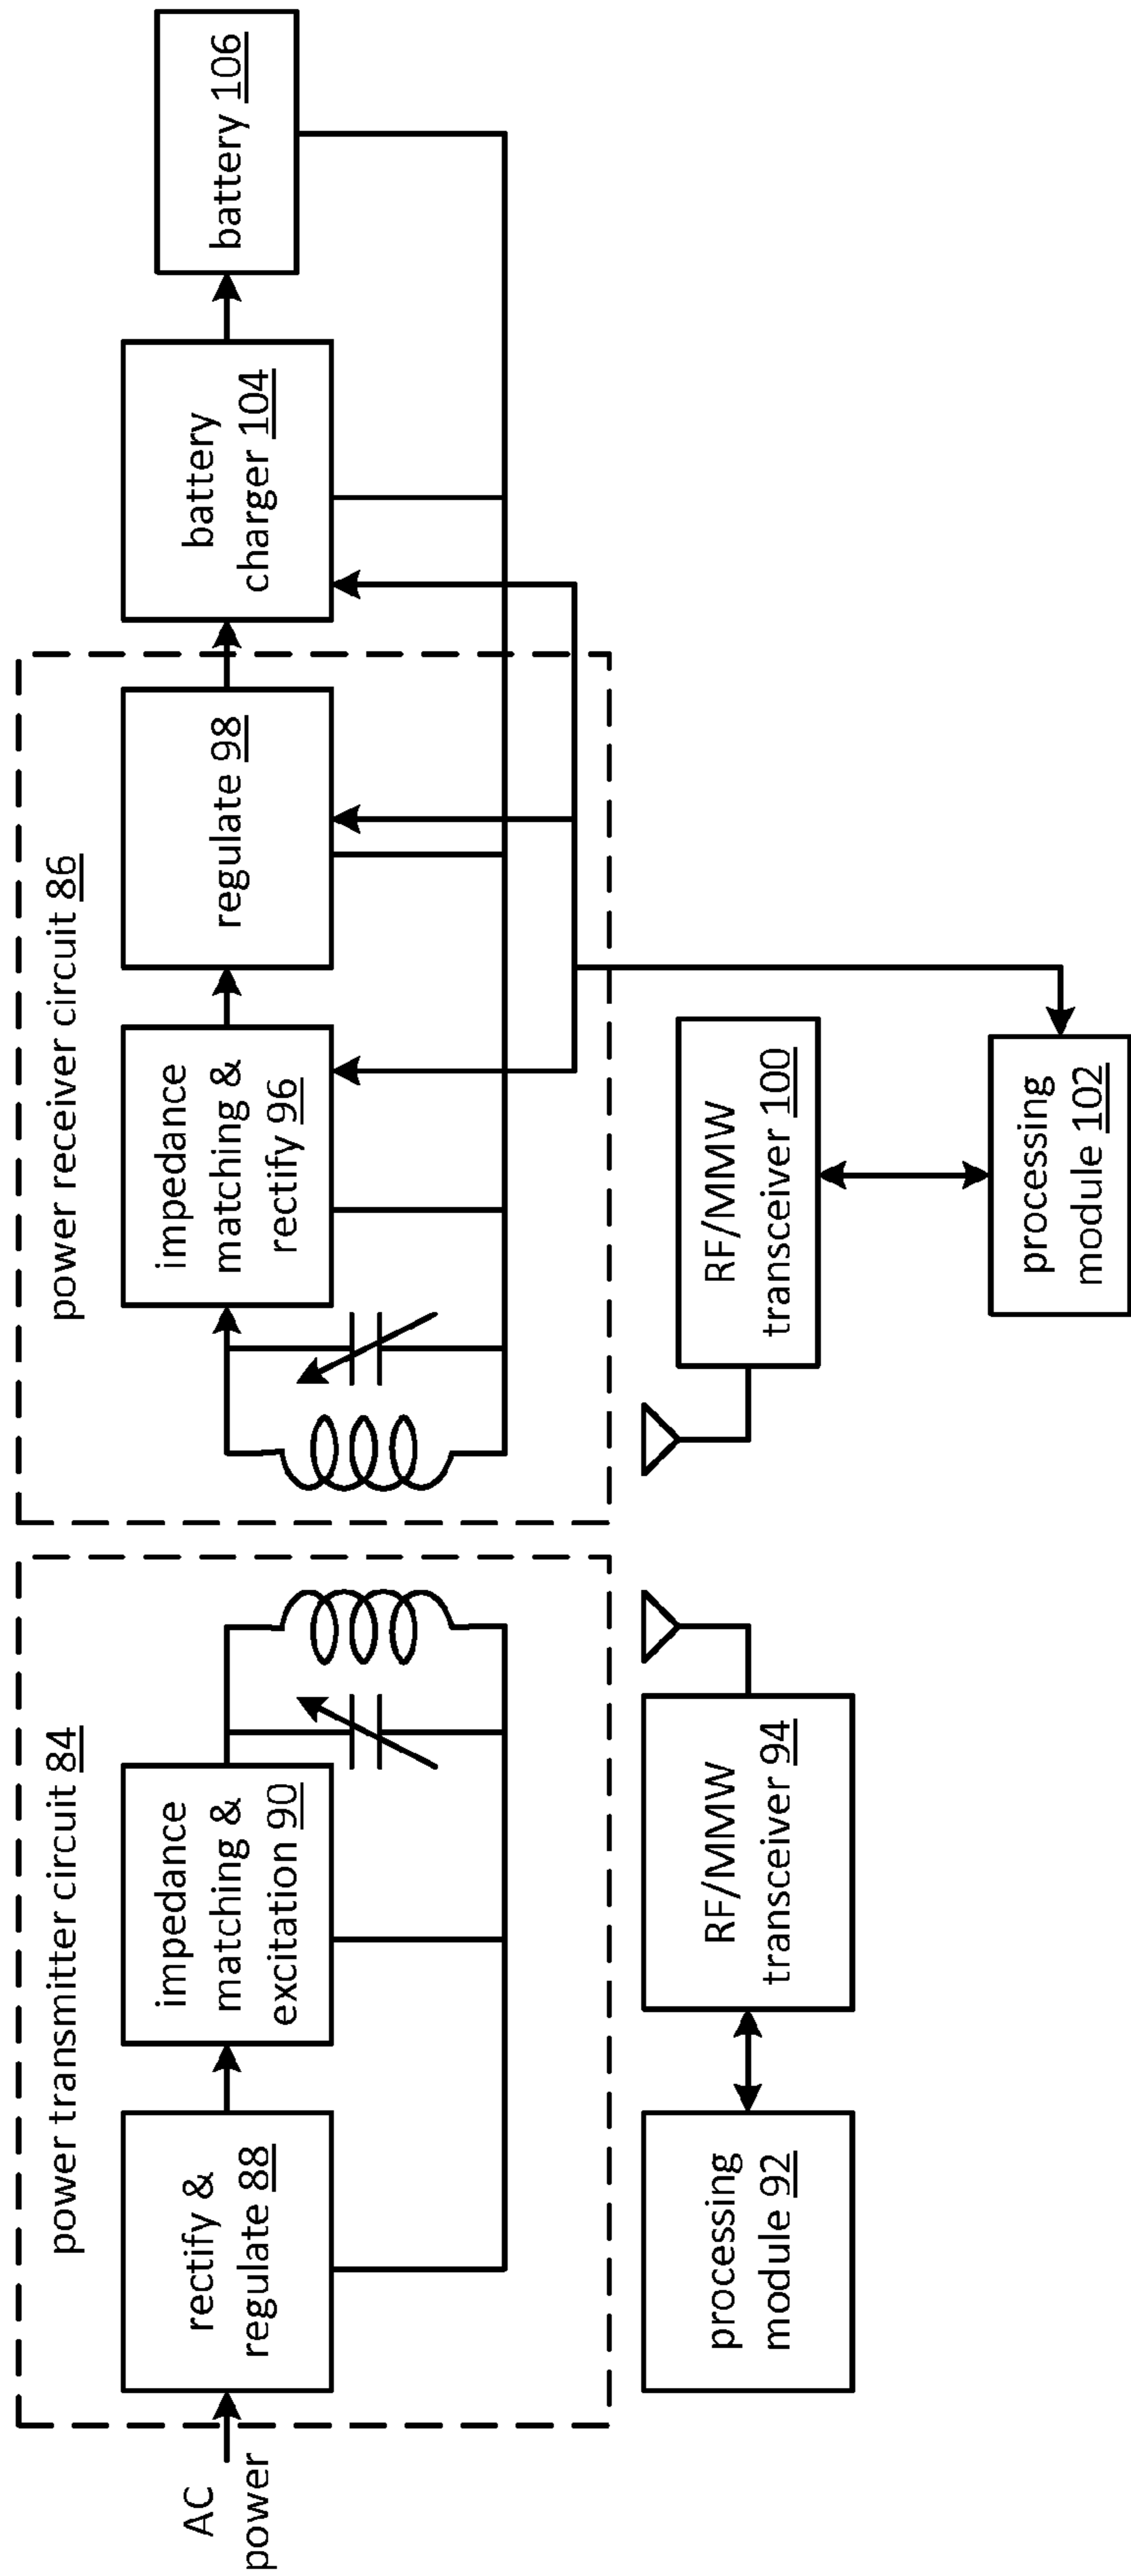 power transmitter circuit 84
AC
power
rectify &
regulate 88
impedance
matching &
excitation 90
processing
module 92
RF/MMW
transceiver 94
power receiver circuit 86
impedance
matching &
rectify 96
regulate 98
battery
charger 104
battery 106
RF/MMW
transceiver 100
processing
module 102